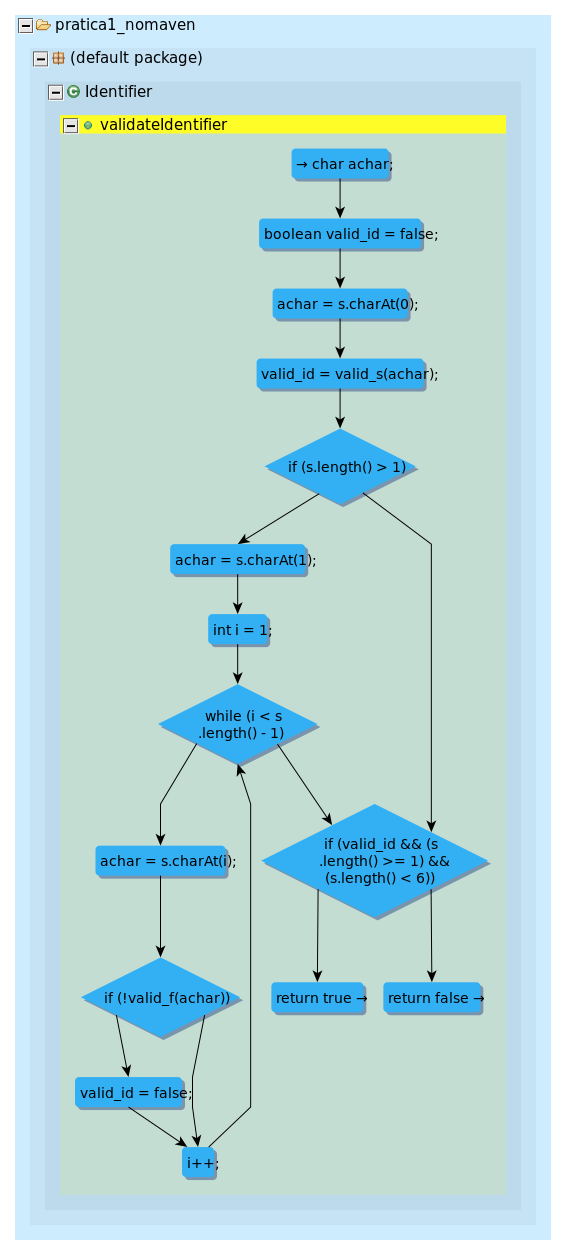 pratica1_nomaven
(default package)
Identifier
validateIdentifier
→ char achar;
boolean valid_id = false;
achar = s.charAt(0);
valid_id = valid_s(achar);
if (s.length() > 1)
achar = s.charAt(1);
int i = 1;
while (i < s
.length() - 1)
achar = s.charAt(i);
if (valid_id && (s
.length() >= 1) &&
(s.length() < 6))
if (!valid_f(achar))
return true →
return false →
valid_id = false;
i++;